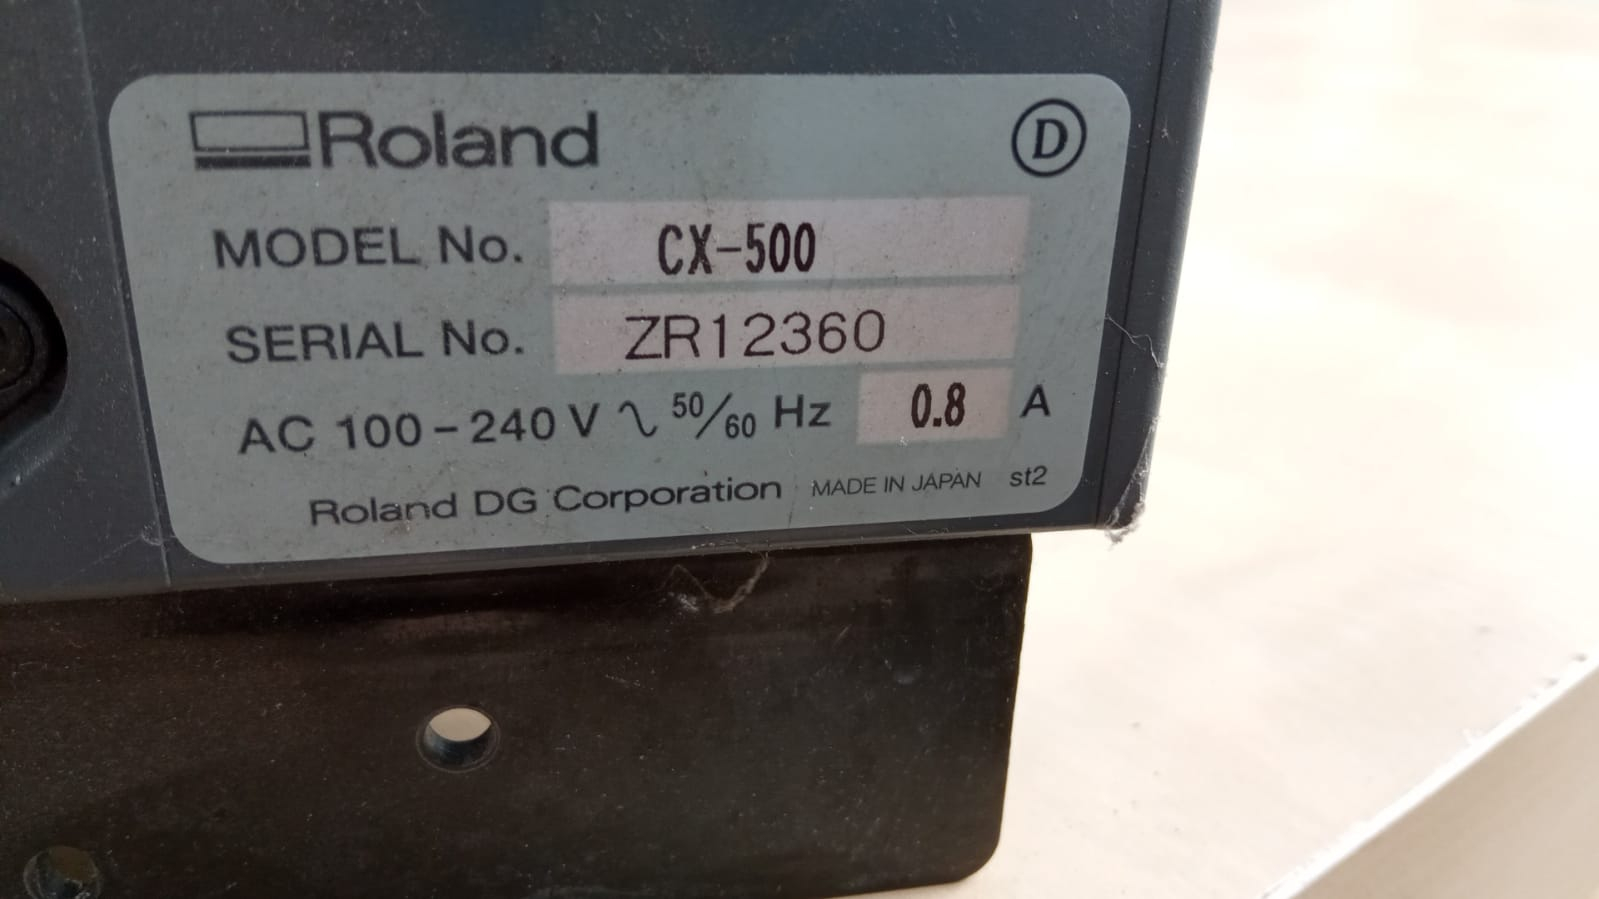 Roland D
MODEL No. CX-500
SERIAL No. ZR12360
AC 100-240V ∿ 50/60 Hz 0.8 A
Roland DG Corporation MADE IN JAPAN st2